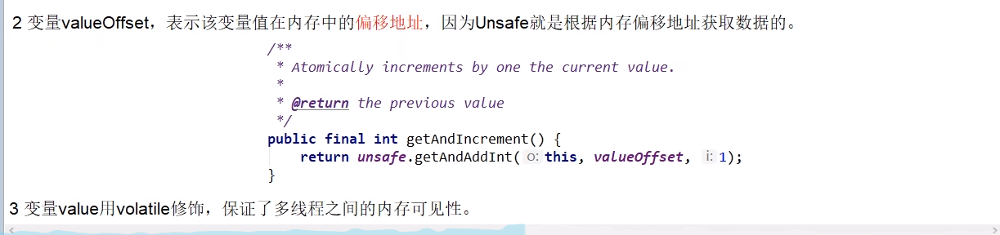 2 变量valueOffset，表示该变量值在内存中的偏移地址，因为Unsafe就是根据内存偏移地址获取数据的。
/**
* Atomically increments by one the current value.
*
* @return the previous value
*/
public final int getAndIncrement() {
return unsafe.getAndAddInt( o: this, valueOffset, i: 1);
}
3 变量value用volatile修饰，保证了多线程之间的内存可见性。